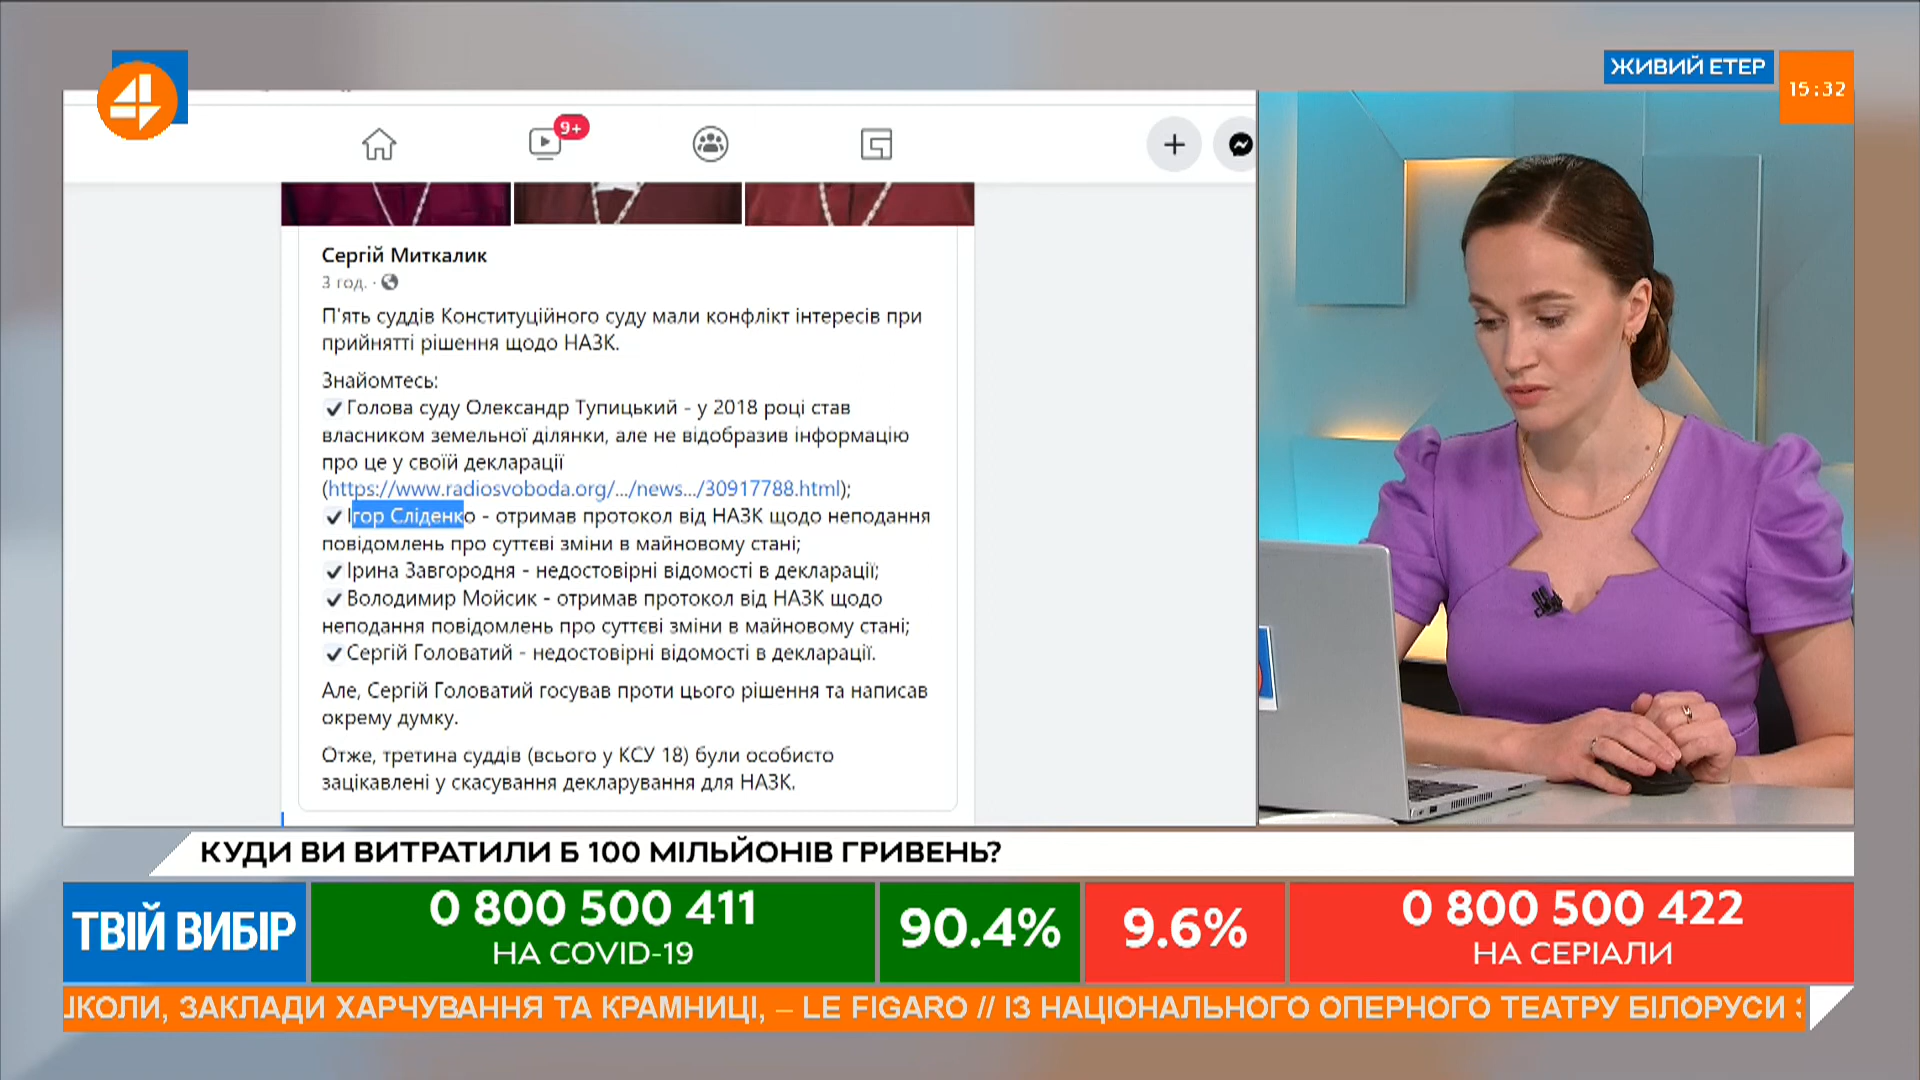 4
ЖИВИЙ ЕТЕР
15:32
9+
Сергій Миткалик
3 год. ·
П'ять суддів Конституційного суду мали конфлікт інтересів при
прийнятті рішення щодо НАЗК.
Знайомтесь:
✔Голова суду Олександр Тупицький - у 2018 році став
власником земельної ділянки, але не відобразив інформацію
про це у своїй декларації
(https://www.radiosvoboda.org/.../news.../30917788.html);
✔Ігор Сліденко - отримав протокол від НАЗК щодо неподання
повідомлень про суттєві зміни в майновому стані;
✔Ірина Завгородня - недостовірні відомості в декларації;
✔Володимир Мойсик - отримав протокол від НАЗК щодо
неподання повідомлень про суттєві зміни в майновому стані;
✔Сергій Головатий - недостовірні відомості в декларації.
Але, Сергій Головатий госував проти цього рішення та написав
окрему думку.
Отже, третина суддів (всього у КСУ 18) були особисто
зацікавлені у скасування декларування для НАЗК.
КУДИ ВИ ВИТРАТИЛИ Б 100 МІЛЬЙОНІВ ГРИВЕНЬ?
ТВІЙ ВИБІР
0 800 500 411
НА COVID-19
90.4%
9.6%
0 800 500 422
НА СЕРІАЛИ
ШКОЛИ, ЗАКЛАДИ ХАРЧУВАННЯ ТА КРАМНИЦІ, – LE FIGARO // ІЗ НАЦІОНАЛЬНОГО ОПЕРНОГО ТЕАТРУ БІЛОРУСИ